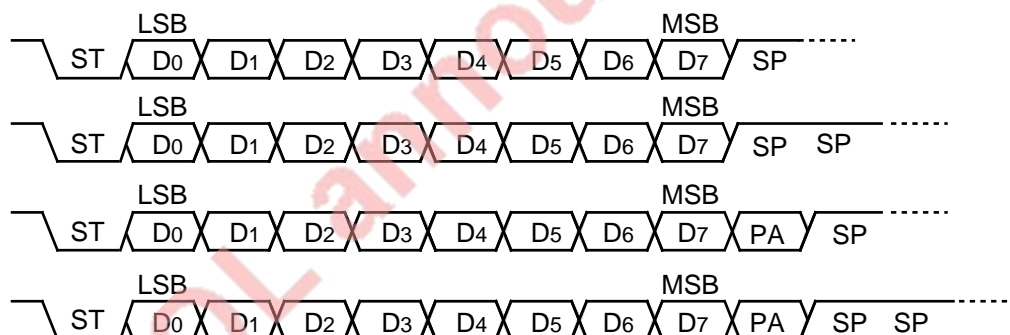 LSB MSB
ST D0 D1 D2 D3 D4 D5 D6 D7 SP
LSB MSB
ST D0 D1 D2 D3 D4 D5 D6 D7 SP SP
LSB MSB
ST D0 D1 D2 D3 D4 D5 D6 D7 PA SP
LSB MSB
ST D0 D1 D2 D3 D4 D5 D6 D7 PA SP SP